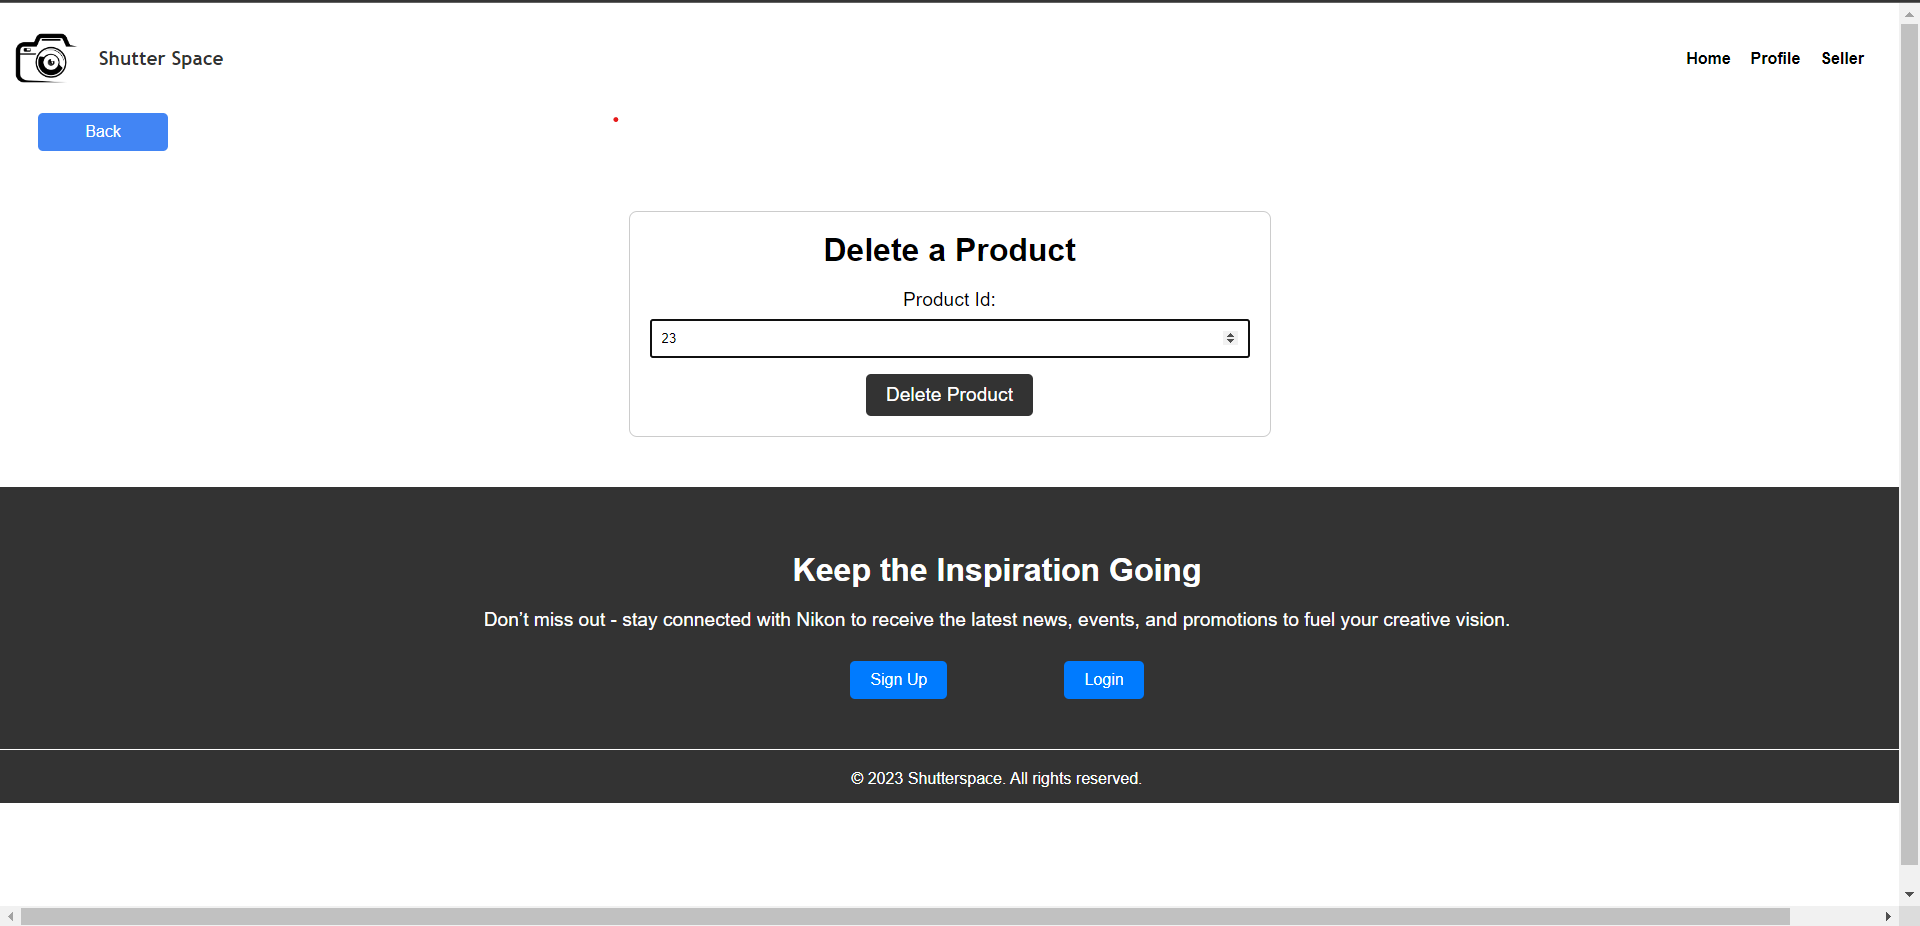 Shutter Space
Home Profile Seller
Back
Delete a Product
Product Id:
23
Delete Product
Keep the Inspiration Going
Don’t miss out - stay connected with Nikon to receive the latest news, events, and promotions to fuel your creative vision.
Sign Up Login
© 2023 Shutterspace. All rights reserved.